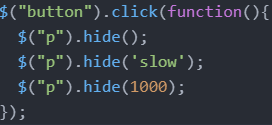 $("button").click(function(){
  $("p").hide();
  $("p").hide('slow');
  $("p").hide(1000);
});